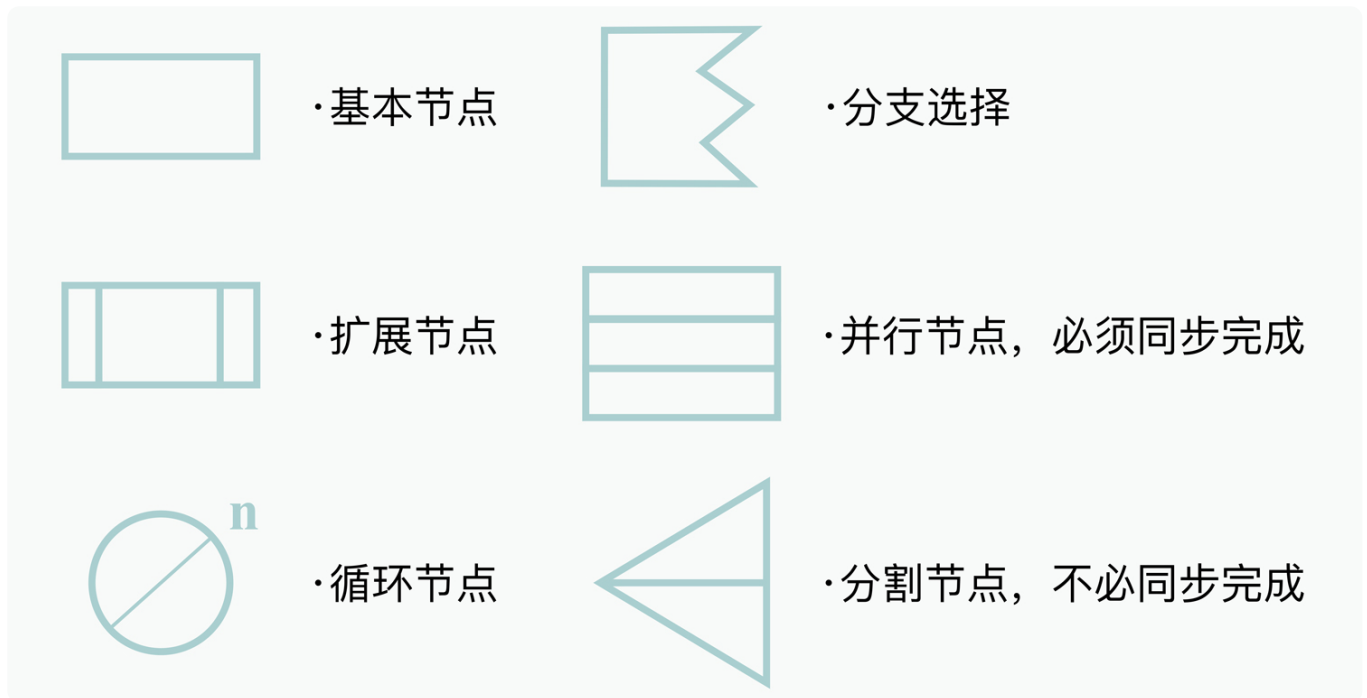 ·基本节点
·分支选择
·扩展节点
·并行节点，必须同步完成
n
·循环节点
·分割节点，不必同步完成